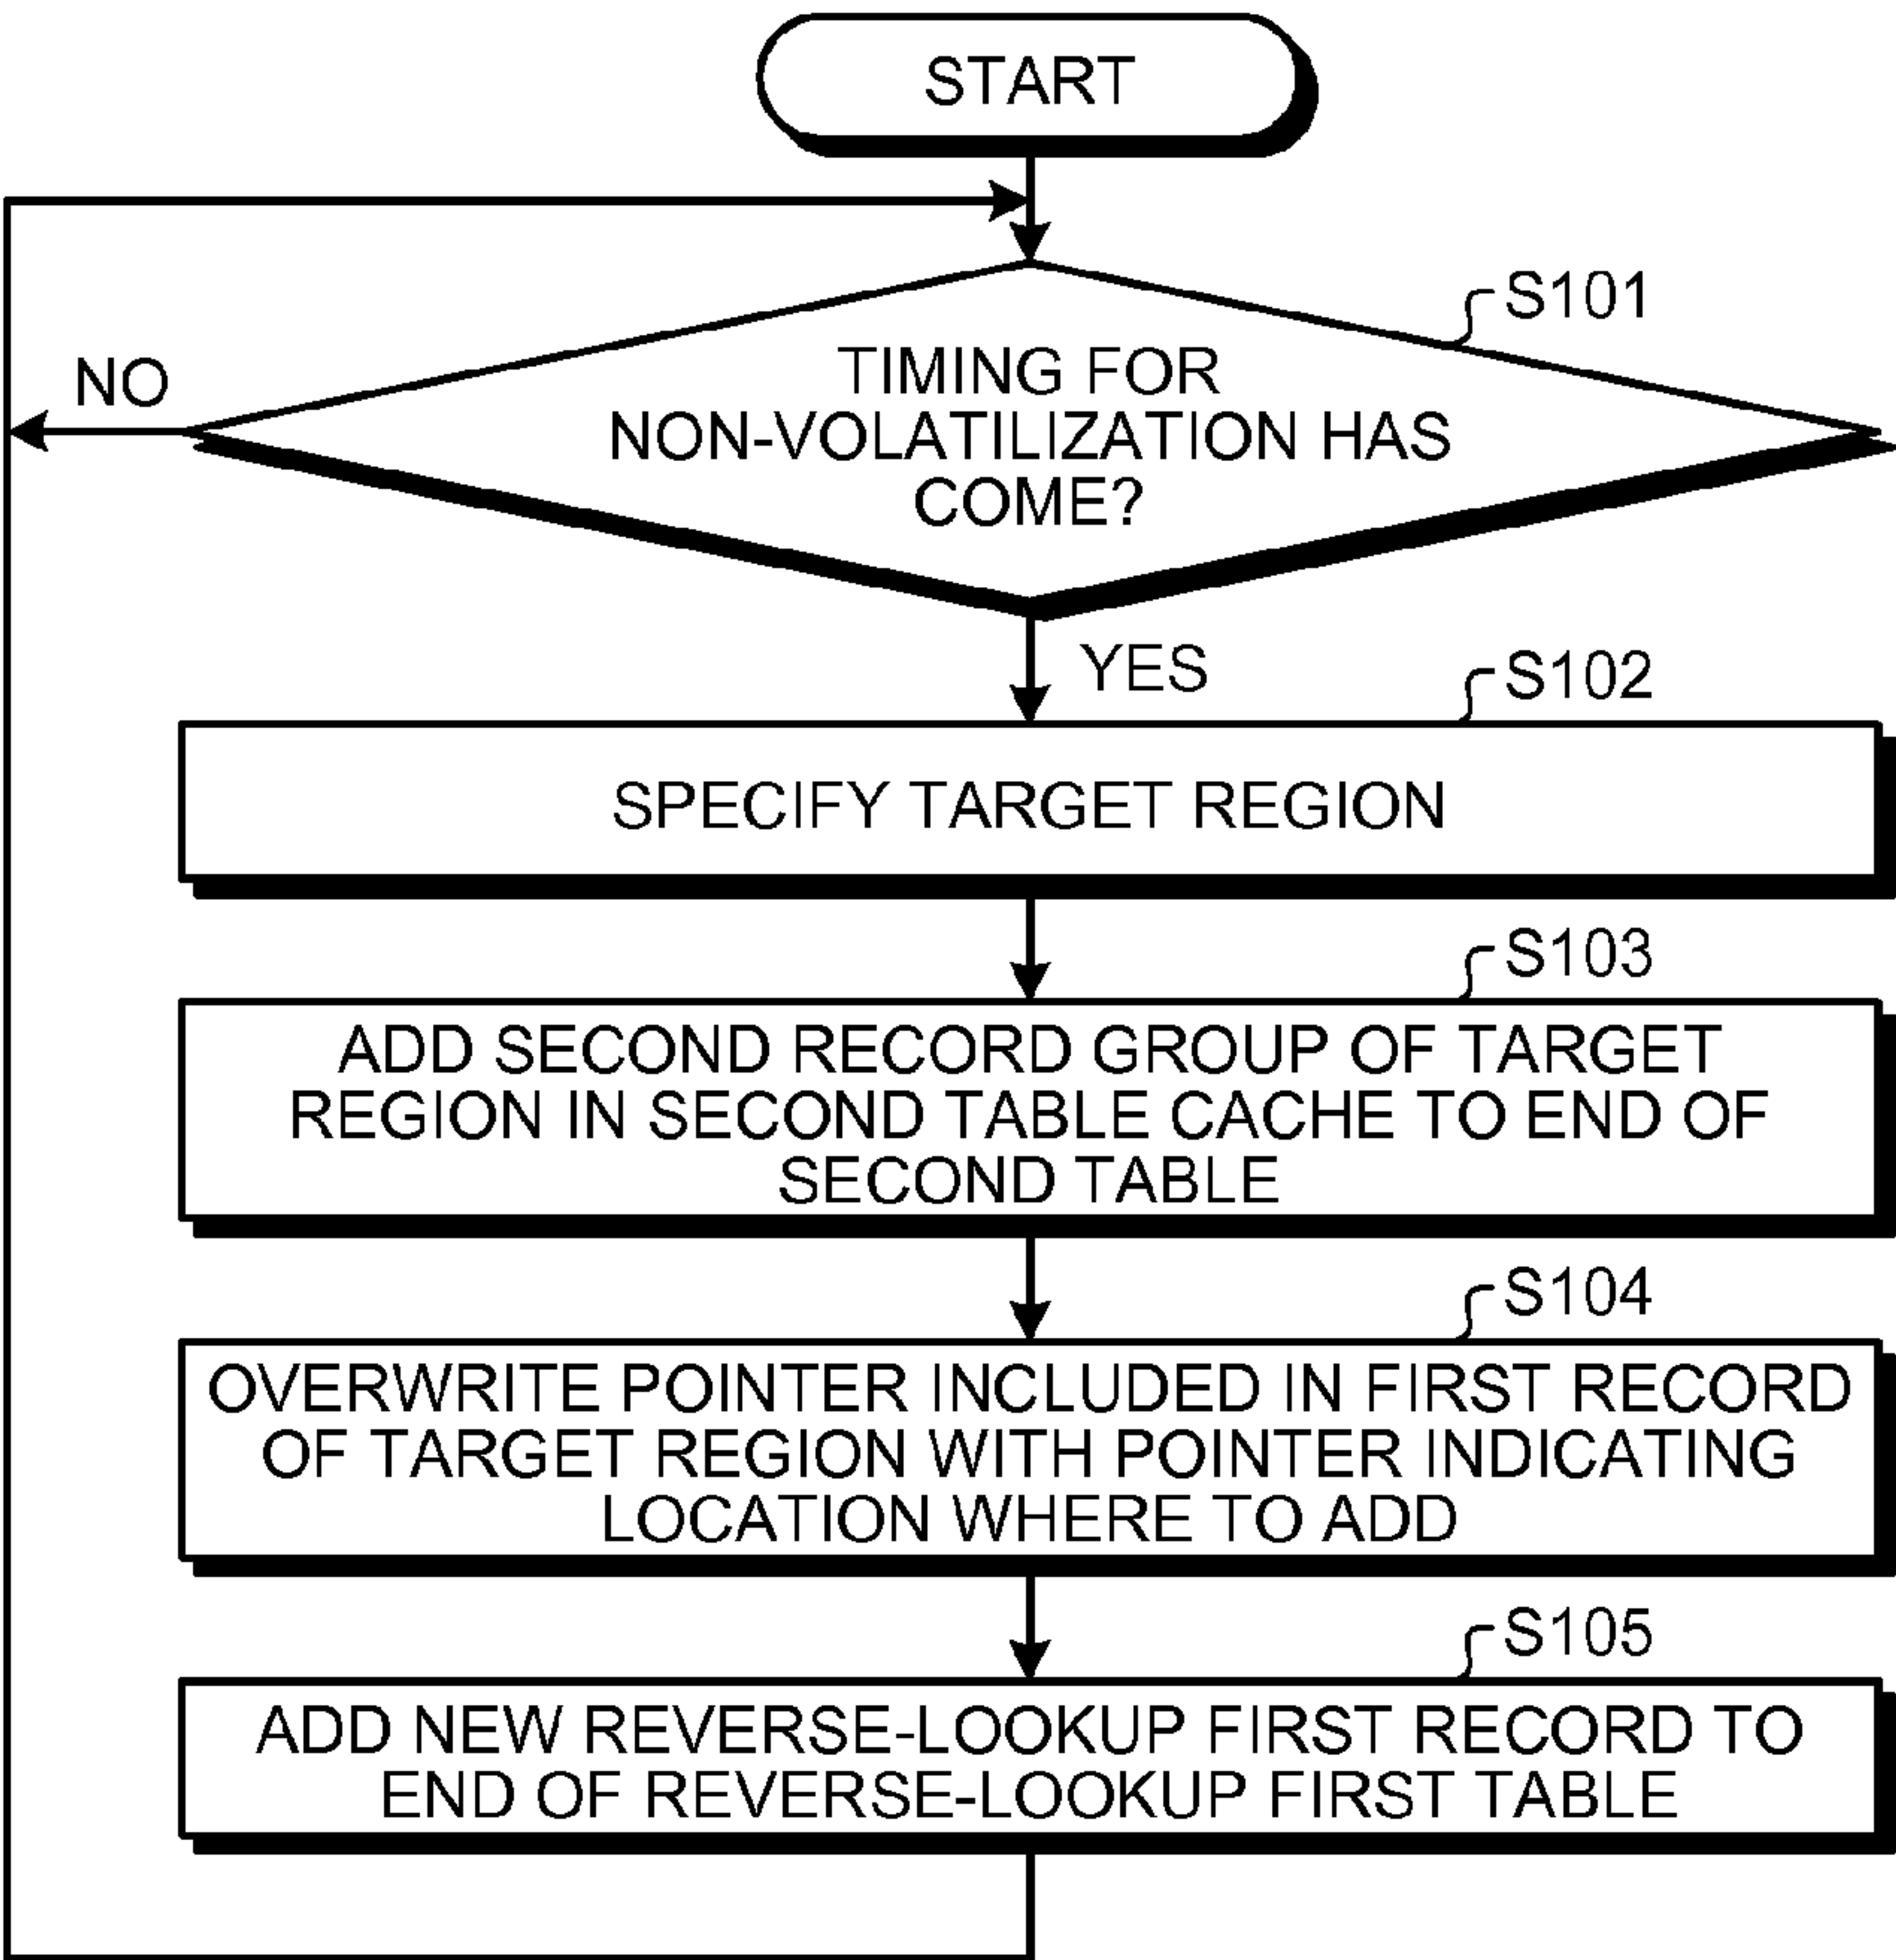 START
S101
NO
TIMING FOR
NON-VOLATILIZATION HAS
COME?
YES
S102
SPECIFY TARGET REGION
S103
ADD SECOND RECORD GROUP OF TARGET
REGION IN SECOND TABLE CACHE TO END OF
SECOND TABLE
S104
OVERWRITE POINTER INCLUDED IN FIRST RECORD
OF TARGET REGION WITH POINTER INDICATING
LOCATION WHERE TO ADD
S105
ADD NEW REVERSE-LOOKUP FIRST RECORD TO
END OF REVERSE-LOOKUP FIRST TABLE